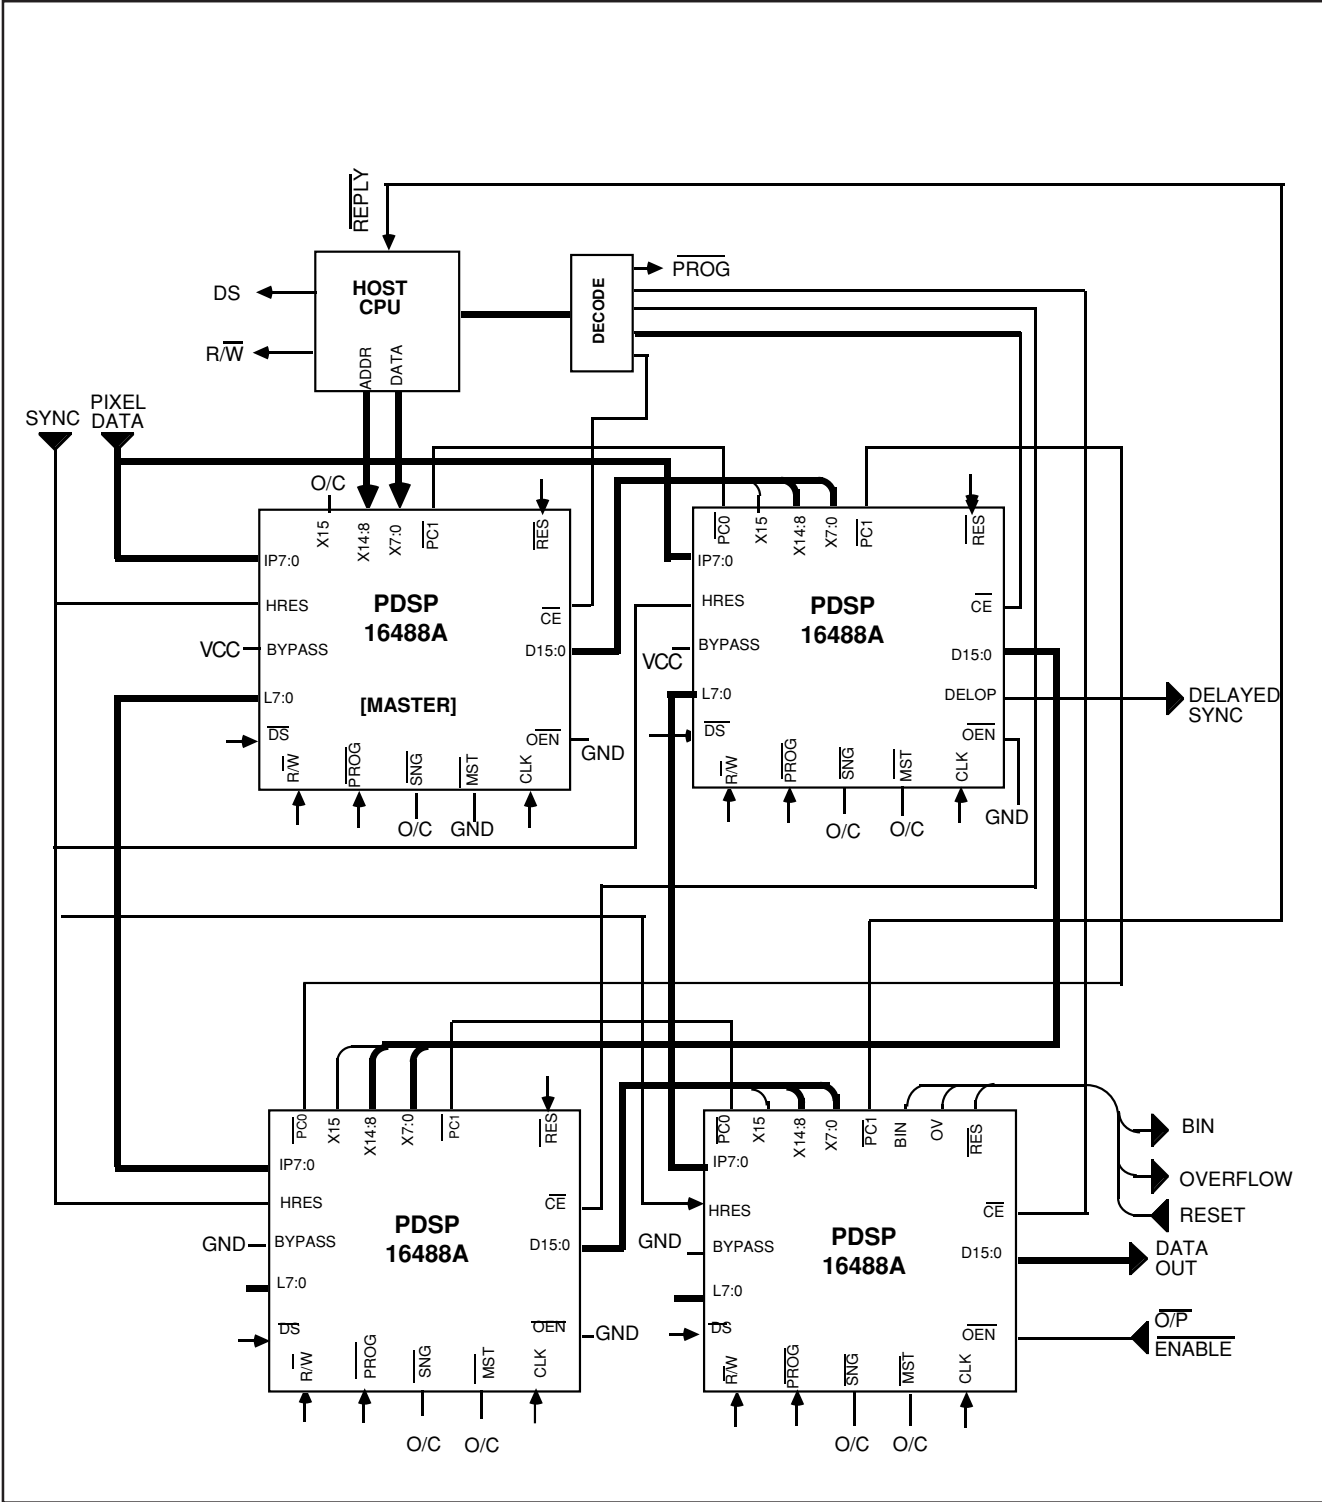 REPLY
HOST
CPU
ADDR
DATA
DS
R/W
DECODE
PROG
SYNC
PIXEL
DATA
O/C
X15
X14:8
X7:0
PC1
RES
IP7:0
HRES
VCC
BYPASS
L7:0
DS
PDSP
16488A
[MASTER]
CE
D15:0
OEN
GND
R/W
PROG
SNG
MST
CLK
O/C
GND
PC0
X15
X14:8
X7:0
PC1
RES
IP7:0
HRES
VCC
BYPASS
L7:0
DS
PDSP
16488A
CE
D15:0
DELOP
DELAYED
SYNC
OEN
GND
R/W
PROG
SNG
MST
CLK
O/C
O/C
PC0
X15
X14:8
X7:0
PC1
RES
IP7:0
HRES
GND
BYPASS
L7:0
DS
PDSP
16488A
CE
D15:0
OEN
GND
R/W
PROG
SNG
MST
CLK
O/C
O/C
PC0
X15
X14:8
X7:0
PC1
BIN
OV
RES
IP7:0
HRES
GND
BYPASS
L7:0
DS
PDSP
16488A
CE
D15:0
OEN
R/W
PROG
SNG
MST
CLK
O/C
O/C
BIN
OVERFLOW
RESET
DATA
OUT
O/P
ENABLE